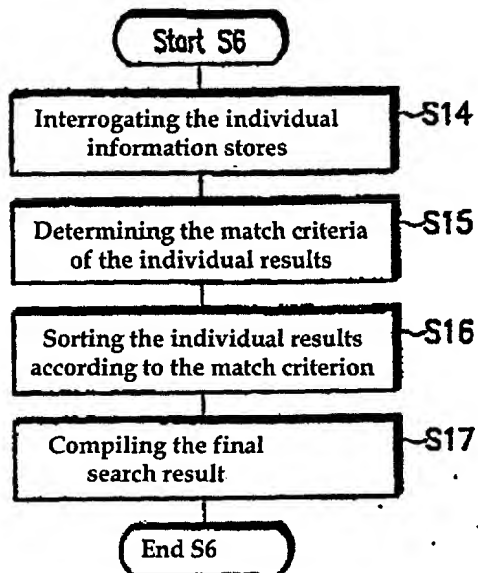 Start S6
Interrogating the individual
information stores
S14
Determining the match criteria
of the individual results
S15
Sorting the individual results
according to the match criterion
S16
Compiling the final
search result
S17
End S6